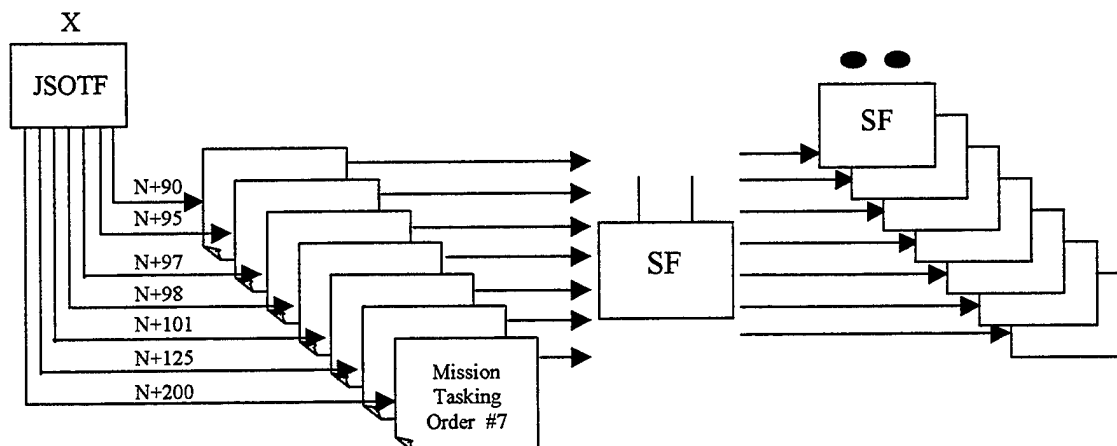 X
JSOTF
N+90
N+95
N+97
N+98
N+101
N+125
N+200
Mission
Tasking
Order #7
SF
SF